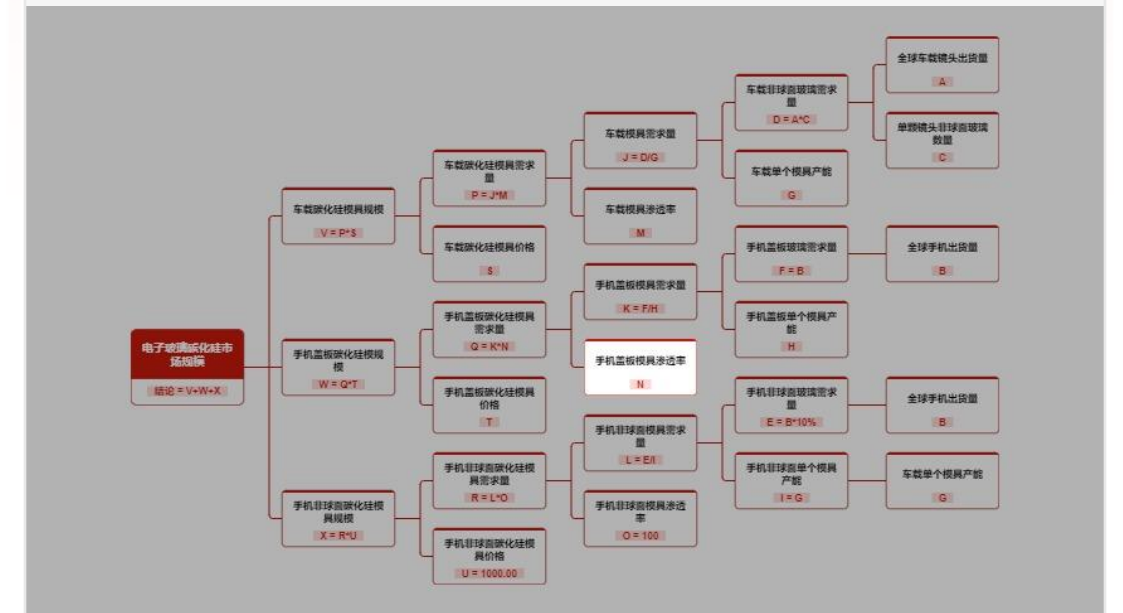 全球车载镜头出货量
A
车载非球面玻璃需求
量
D = A*C
单颗镜头非球面玻璃
数量
C
车载模具需求量
J = D/G
车载碳化硅模具需求
量
P = J*M
车载单个模具产能
G
车载碳化硅模具规模
V = P*S
车载模具渗透率
M
车载碳化硅模具价格
S
手机盖板玻璃需求量
F = B
全球手机出货量
B
手机盖板模具需求量
K = F/H
手机盖板碳化硅模具
需求量
Q = K*N
手机盖板单个模具产
能
H
电子玻璃碳化硅市
场规模
结论 = V+W+X
手机盖板碳化硅模规
模
W = Q*T
手机盖板模具渗透率
N
手机盖板碳化硅模具
价格
T
手机非球面玻璃需求
量
E = B*10%
全球手机出货量
B
手机非球面模具需求
量
L = E/I
手机非球面碳化硅模
具需求量
R = L*O
手机非球面单个模具
产能
I = G
车载单个模具产能
G
手机非球面碳化硅模
具规模
X = R*U
手机非球面模具渗透
率
O = 100
手机非球面碳化硅模
具价格
U = 1000.00